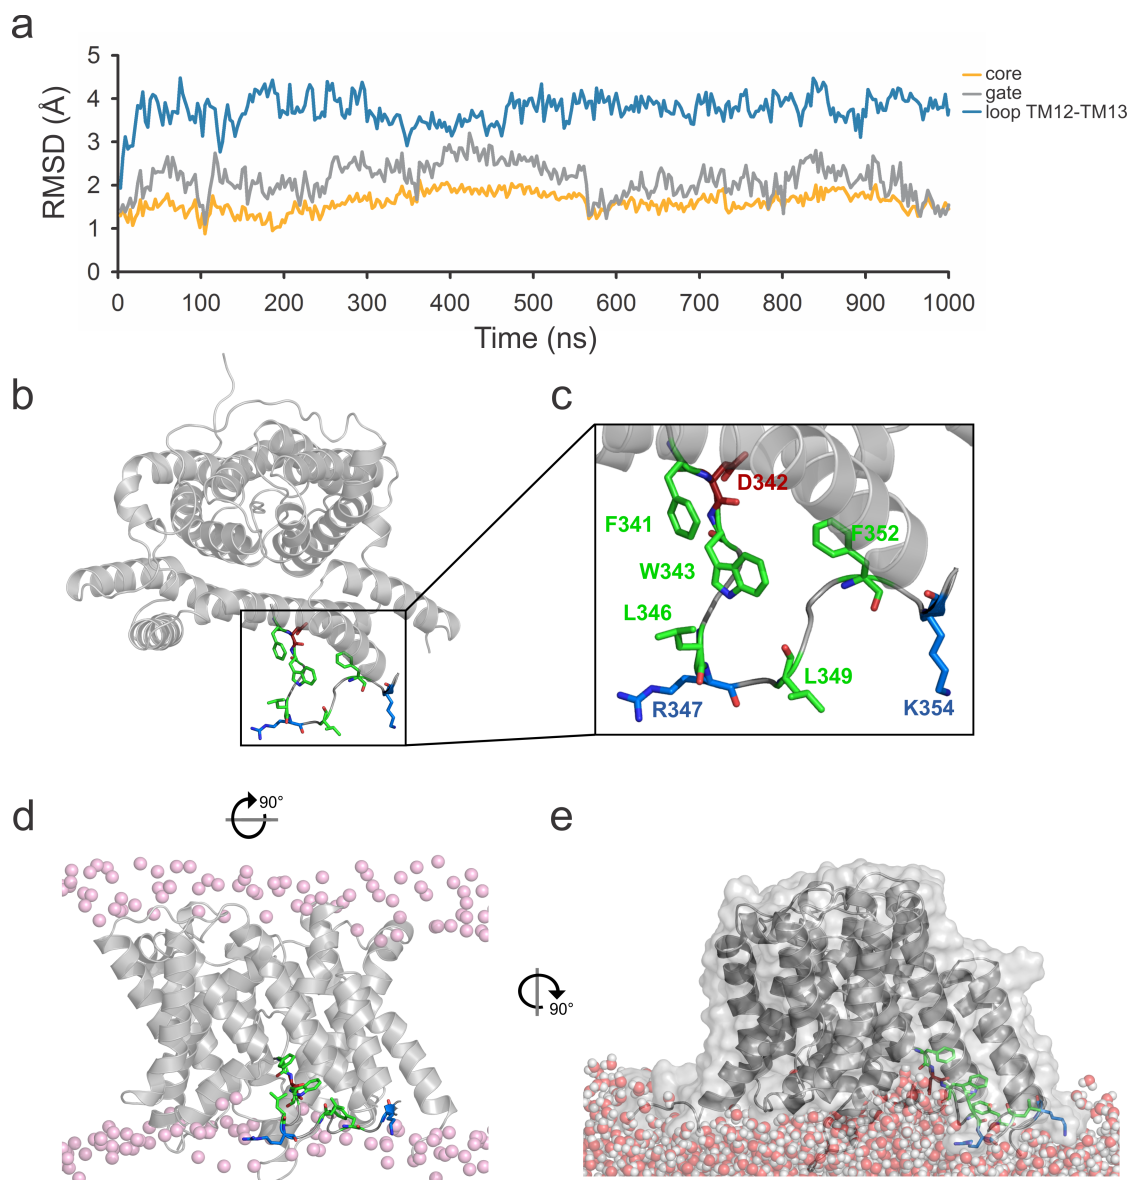 a
RMSD (Å)
5
4
3
2
1
0
0 100 200 300 400 500 600 700 800 900 1000
Time (ns)
core
gate
loop TM12-TM13
b
c
D342
F341
F352
W343
L346
L349
R347
K354
d
90°
e
90°